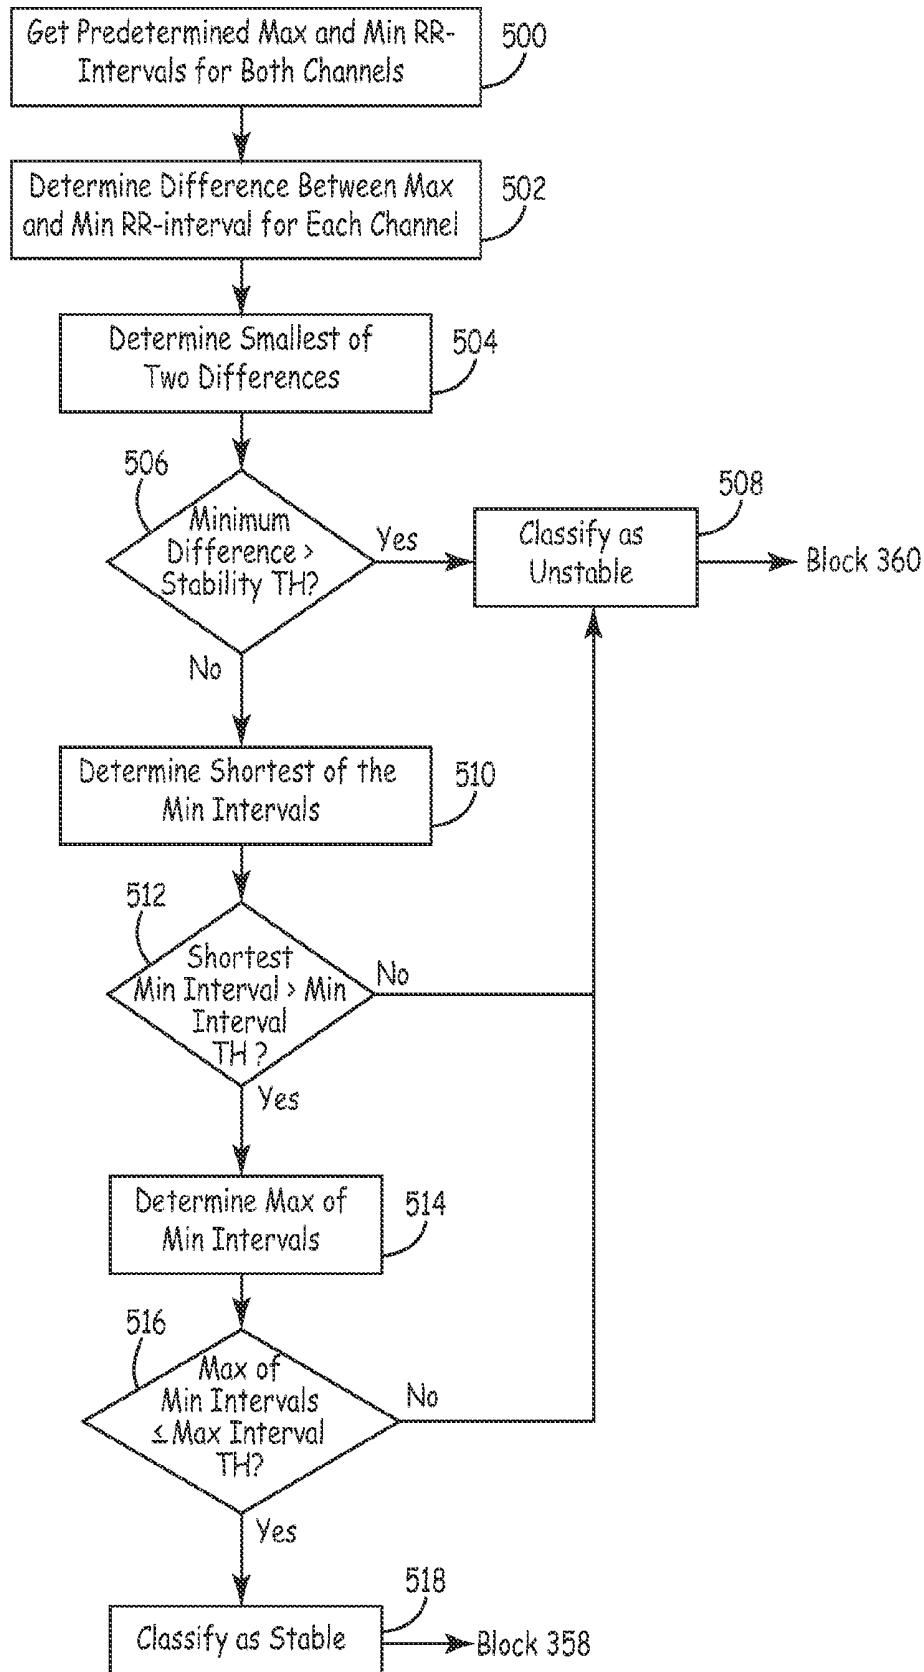 Get Predetermined Max and Min RR-
Intervals for Both Channels
500
Determine Difference Between Max
and Min RR-interval for Each Channel
502
Determine Smallest of
Two Differences
504
506
Minimum
Difference >
Stability TH?
Yes
No
Classify as
Unstable
508
Block 360
Determine Shortest of the
Min Intervals
510
512
Shortest
Min Interval > Min
Interval
TH ?
No
Yes
Determine Max of
Min Intervals
514
516
Max of
Min Intervals
≤ Max Interval
TH?
No
Yes
Classify as Stable
518
Block 358